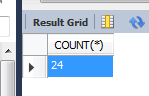 Result Grid
COUNT(*)
24